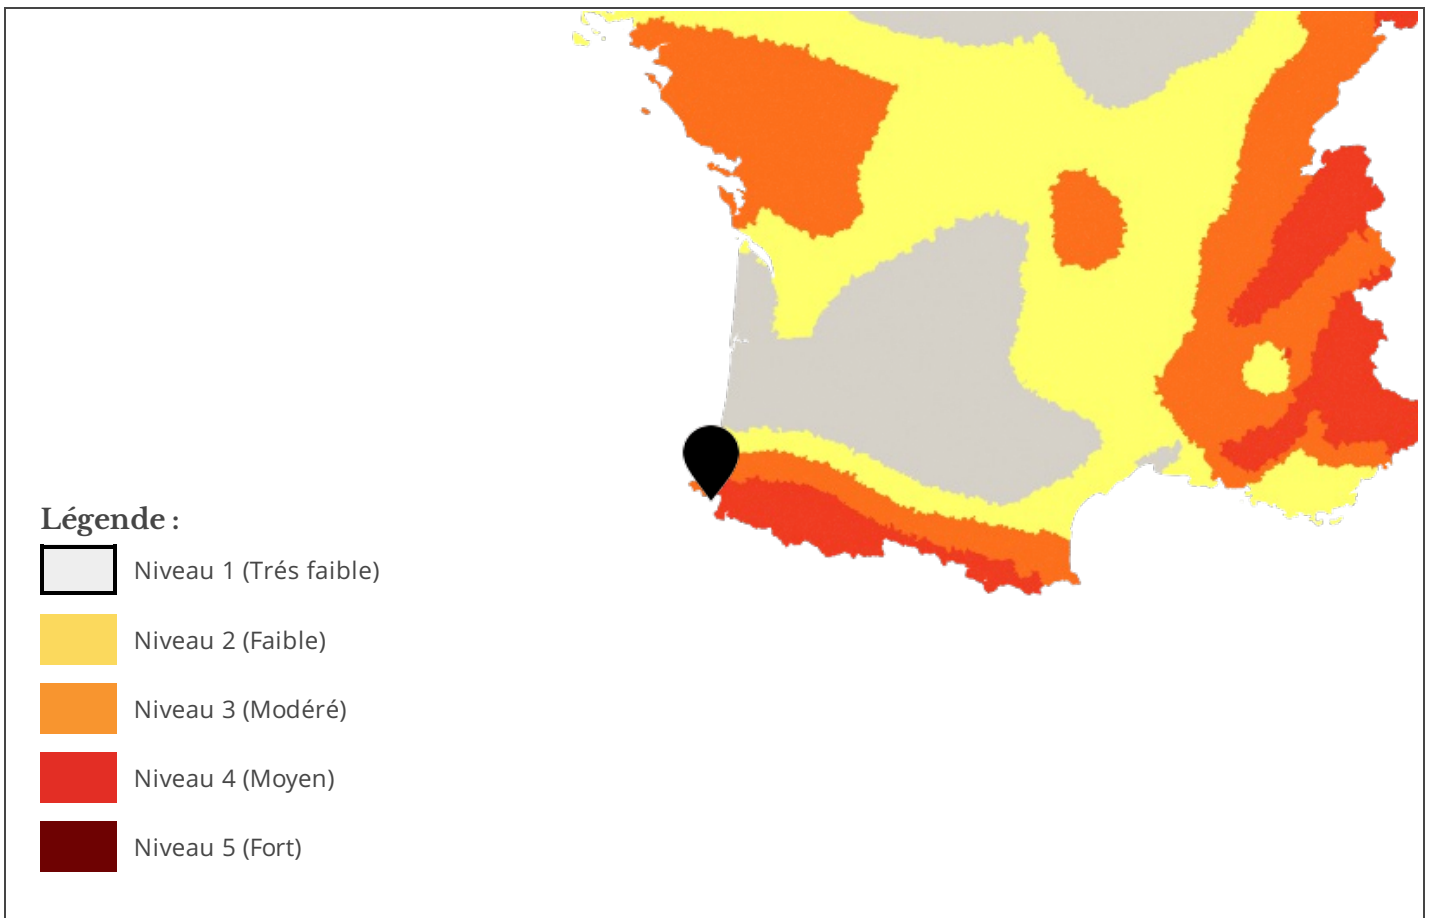 Légende :
Niveau 1 (Trés faible)
Niveau 2 (Faible)
Niveau 3 (Modéré)
Niveau 4 (Moyen)
Niveau 5 (Fort)